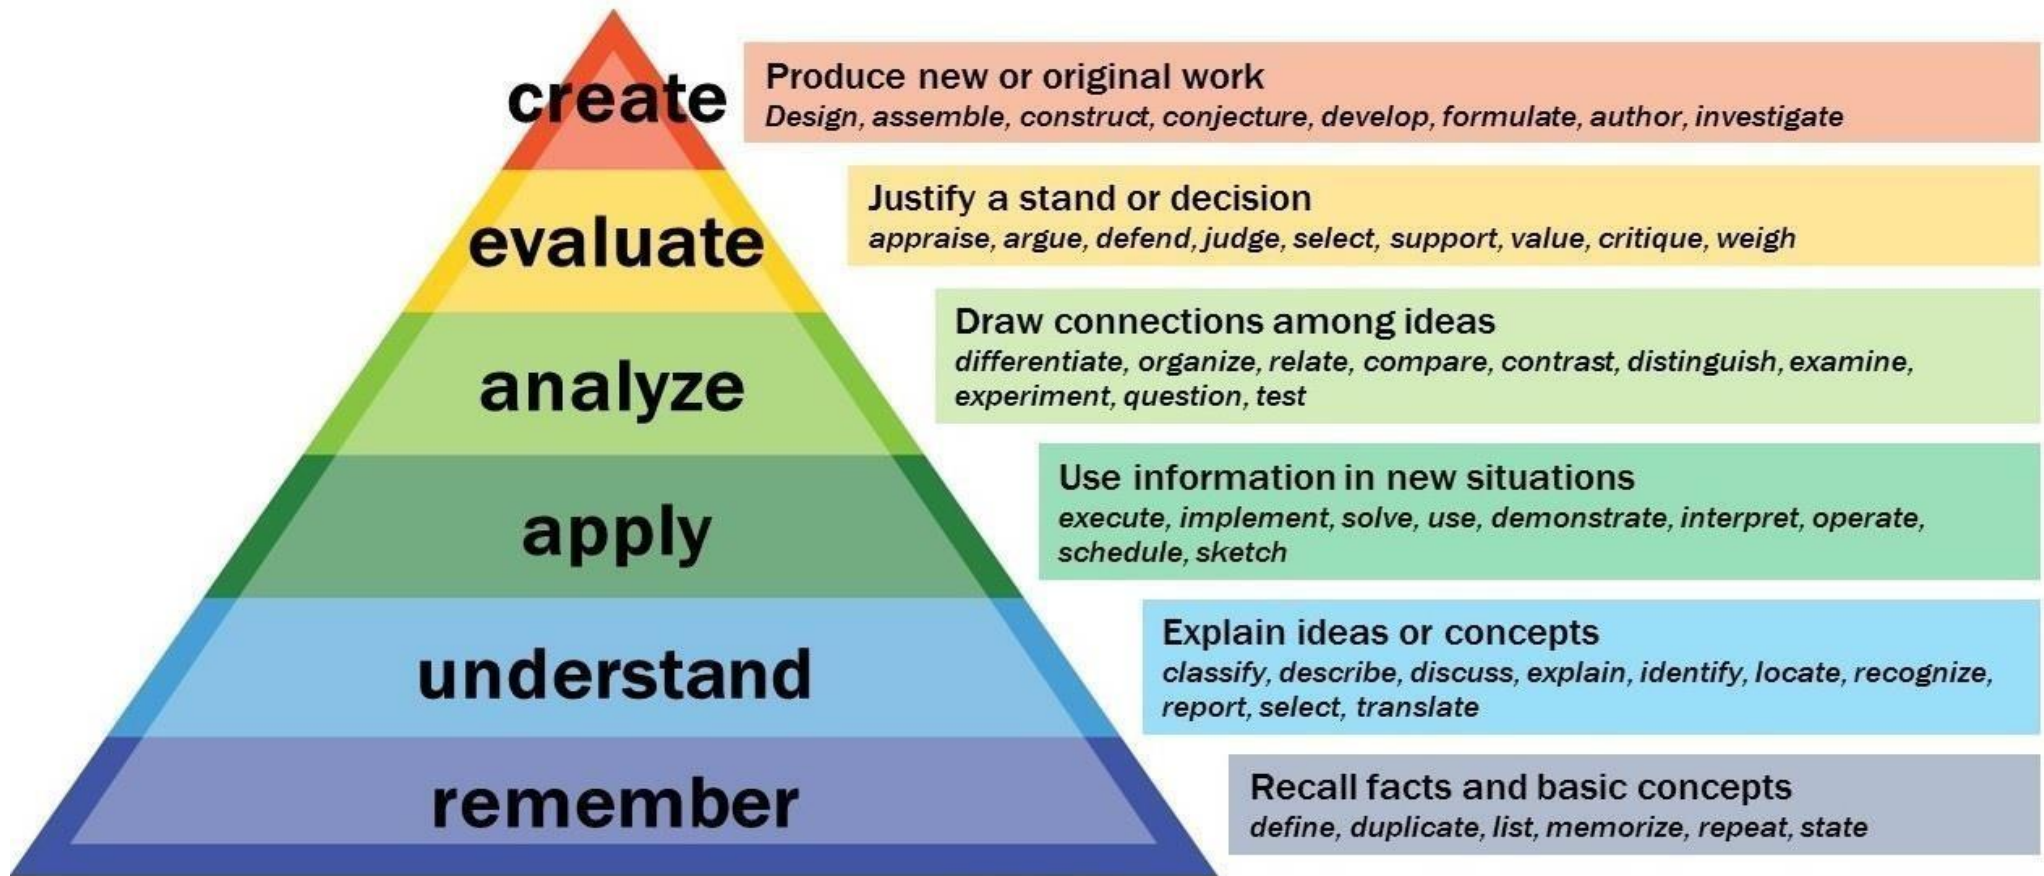 create
Produce new or original work
Design, assemble, construct, conjecture, develop, formulate, author, investigate
evaluate
Justify a stand or decision
appraise, argue, defend, judge, select, support, value, critique, weigh
analyze
Draw connections among ideas
differentiate, organize, relate, compare, contrast, distinguish, examine,
experiment, question, test
apply
Use information in new situations
execute, implement, solve, use, demonstrate, interpret, operate,
schedule, sketch
understand
Explain ideas or concepts
classify, describe, discuss, explain, identify, locate, recognize,
report, select, translate
remember
Recall facts and basic concepts
define, duplicate, list, memorize, repeat, state